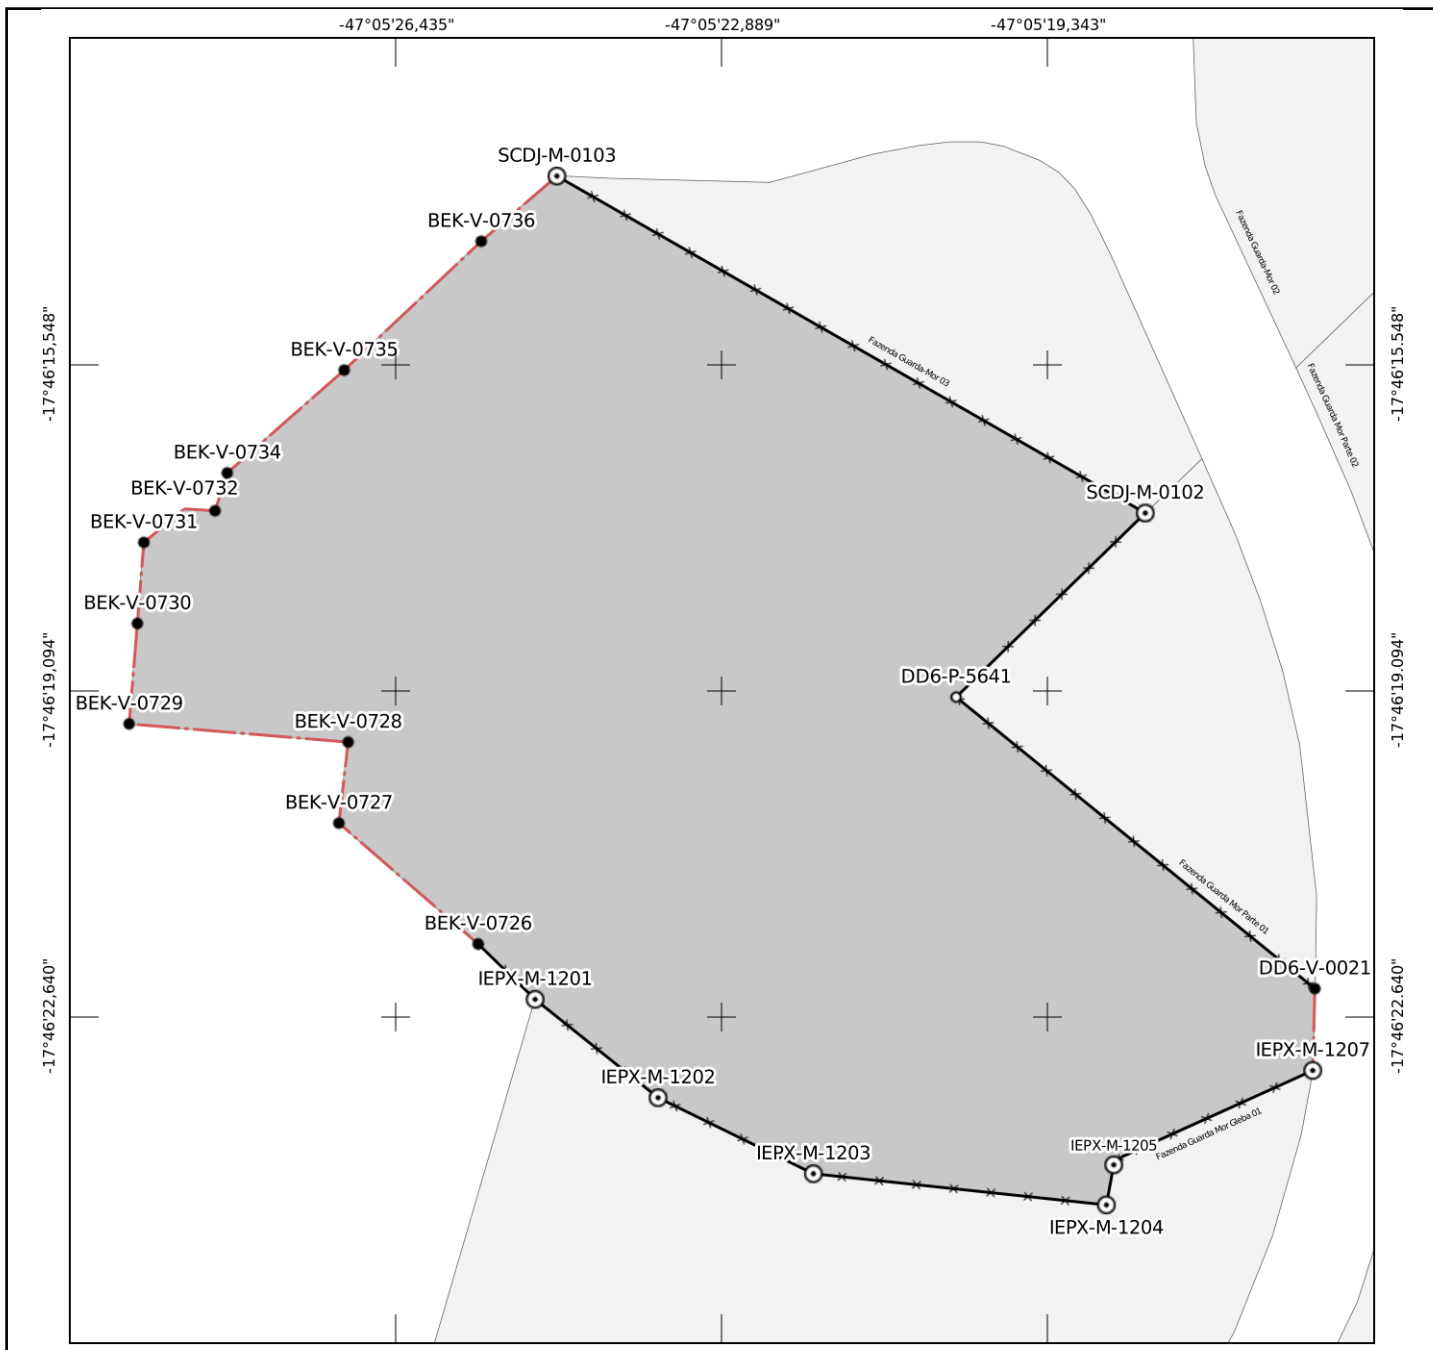 -47°05'26,435"
-47°05'22,889"
-47°05'19,343"
SCDJ-M-0103
BEK-V-0736
Fazenda Guarda-Mor 02
-17°46'15,548"
-17°46'15.548"
BEK-V-0735
Fazenda Guarda-Mor 03
Fazenda Guarda Mor Parte 02
BEK-V-0734
BEK-V-0732
SCDJ-M-0102
BEK-V-0731
BEK-V-0730
-17°46'19,094"
-17°46'19.094"
DD6-P-5641
BEK-V-0729
BEK-V-0728
BEK-V-0727
Fazenda Guarda Mor Parte 01
BEK-V-0726
DD6-V-0021
IEPX-M-1201
-17°46'22,640"
-17°46'22.640"
IEPX-M-1207
IEPX-M-1202
Fazenda Guarda Mor Gleba 01
IEPX-M-1205
IEPX-M-1203
IEPX-M-1204